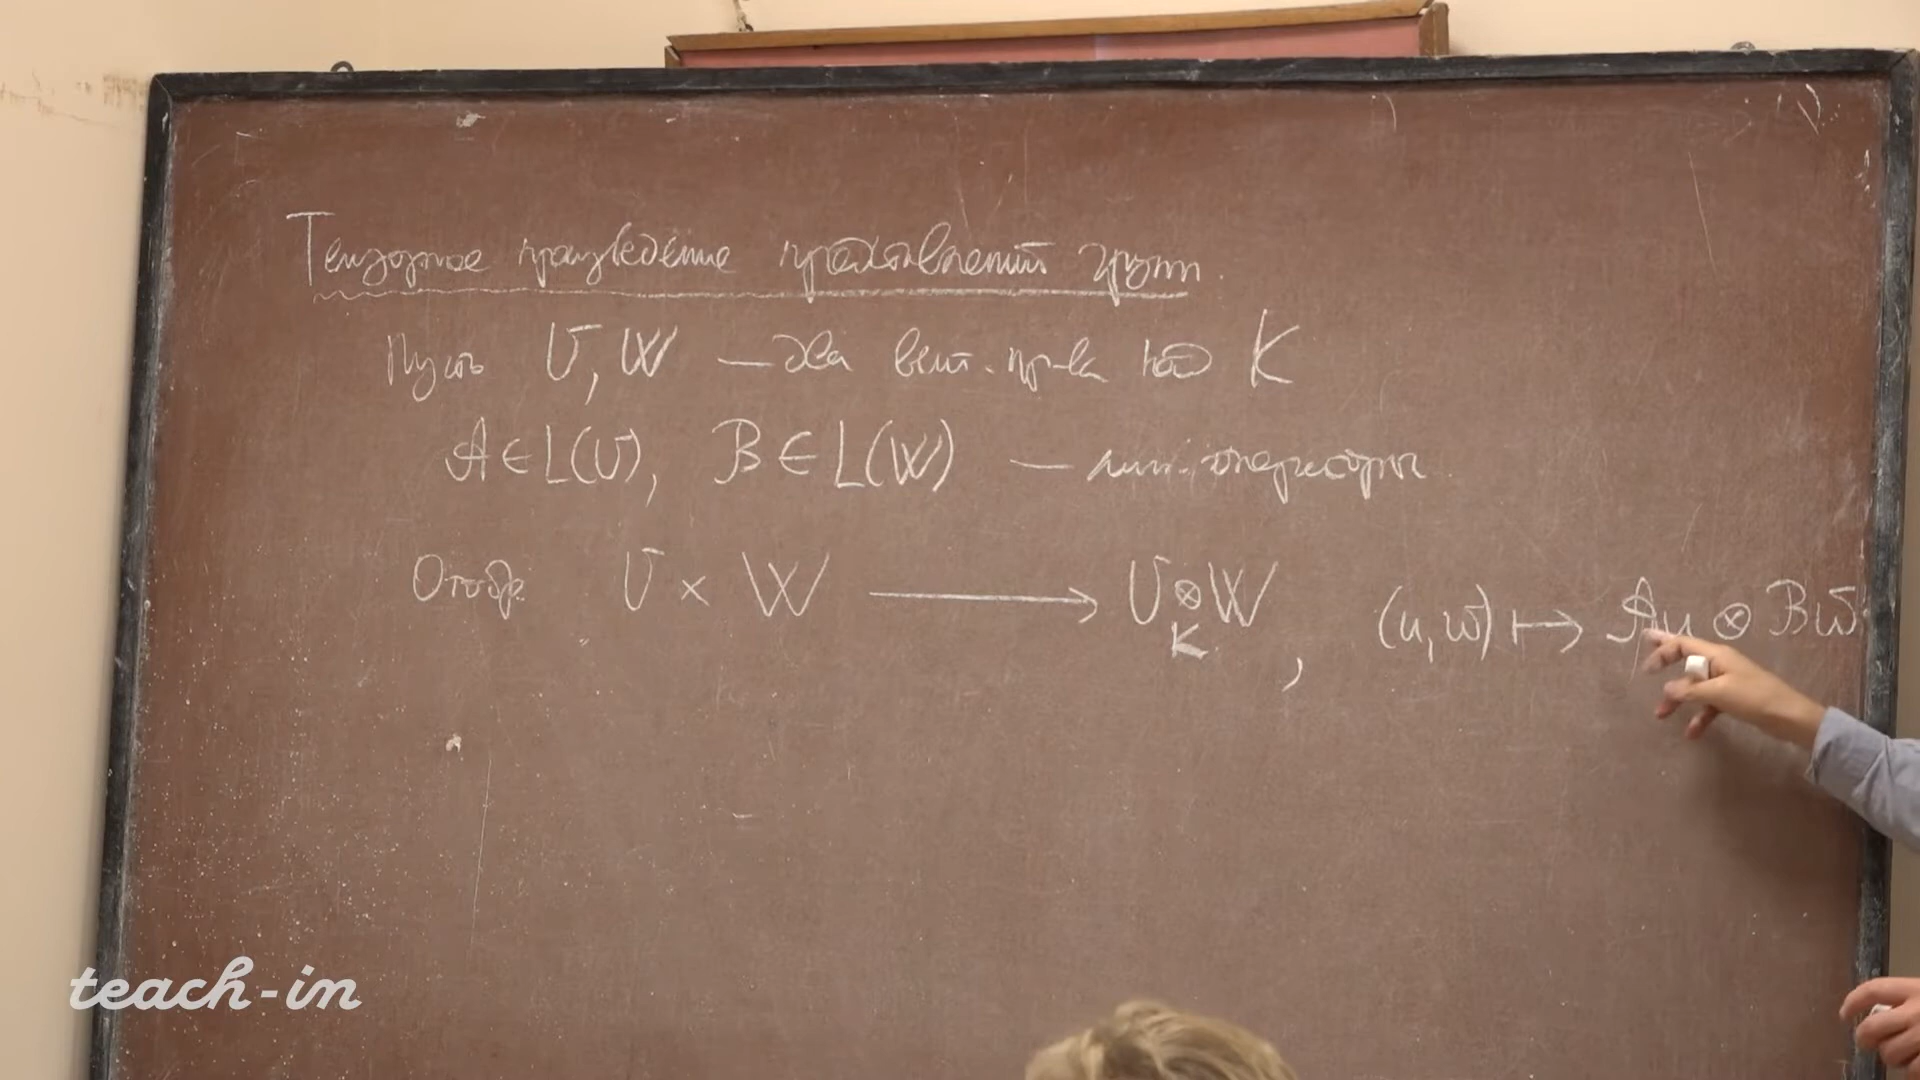 Тензорное произведение представлений групп.
Пусть U, W — два вект. пр-ва над K
A ∈ L(U), B ∈ L(W) — лин. операторы
Отобр. U × W ⟶ U ⊗ W , (u, w) ↦ Au ⊗ Bw
K
teach-in